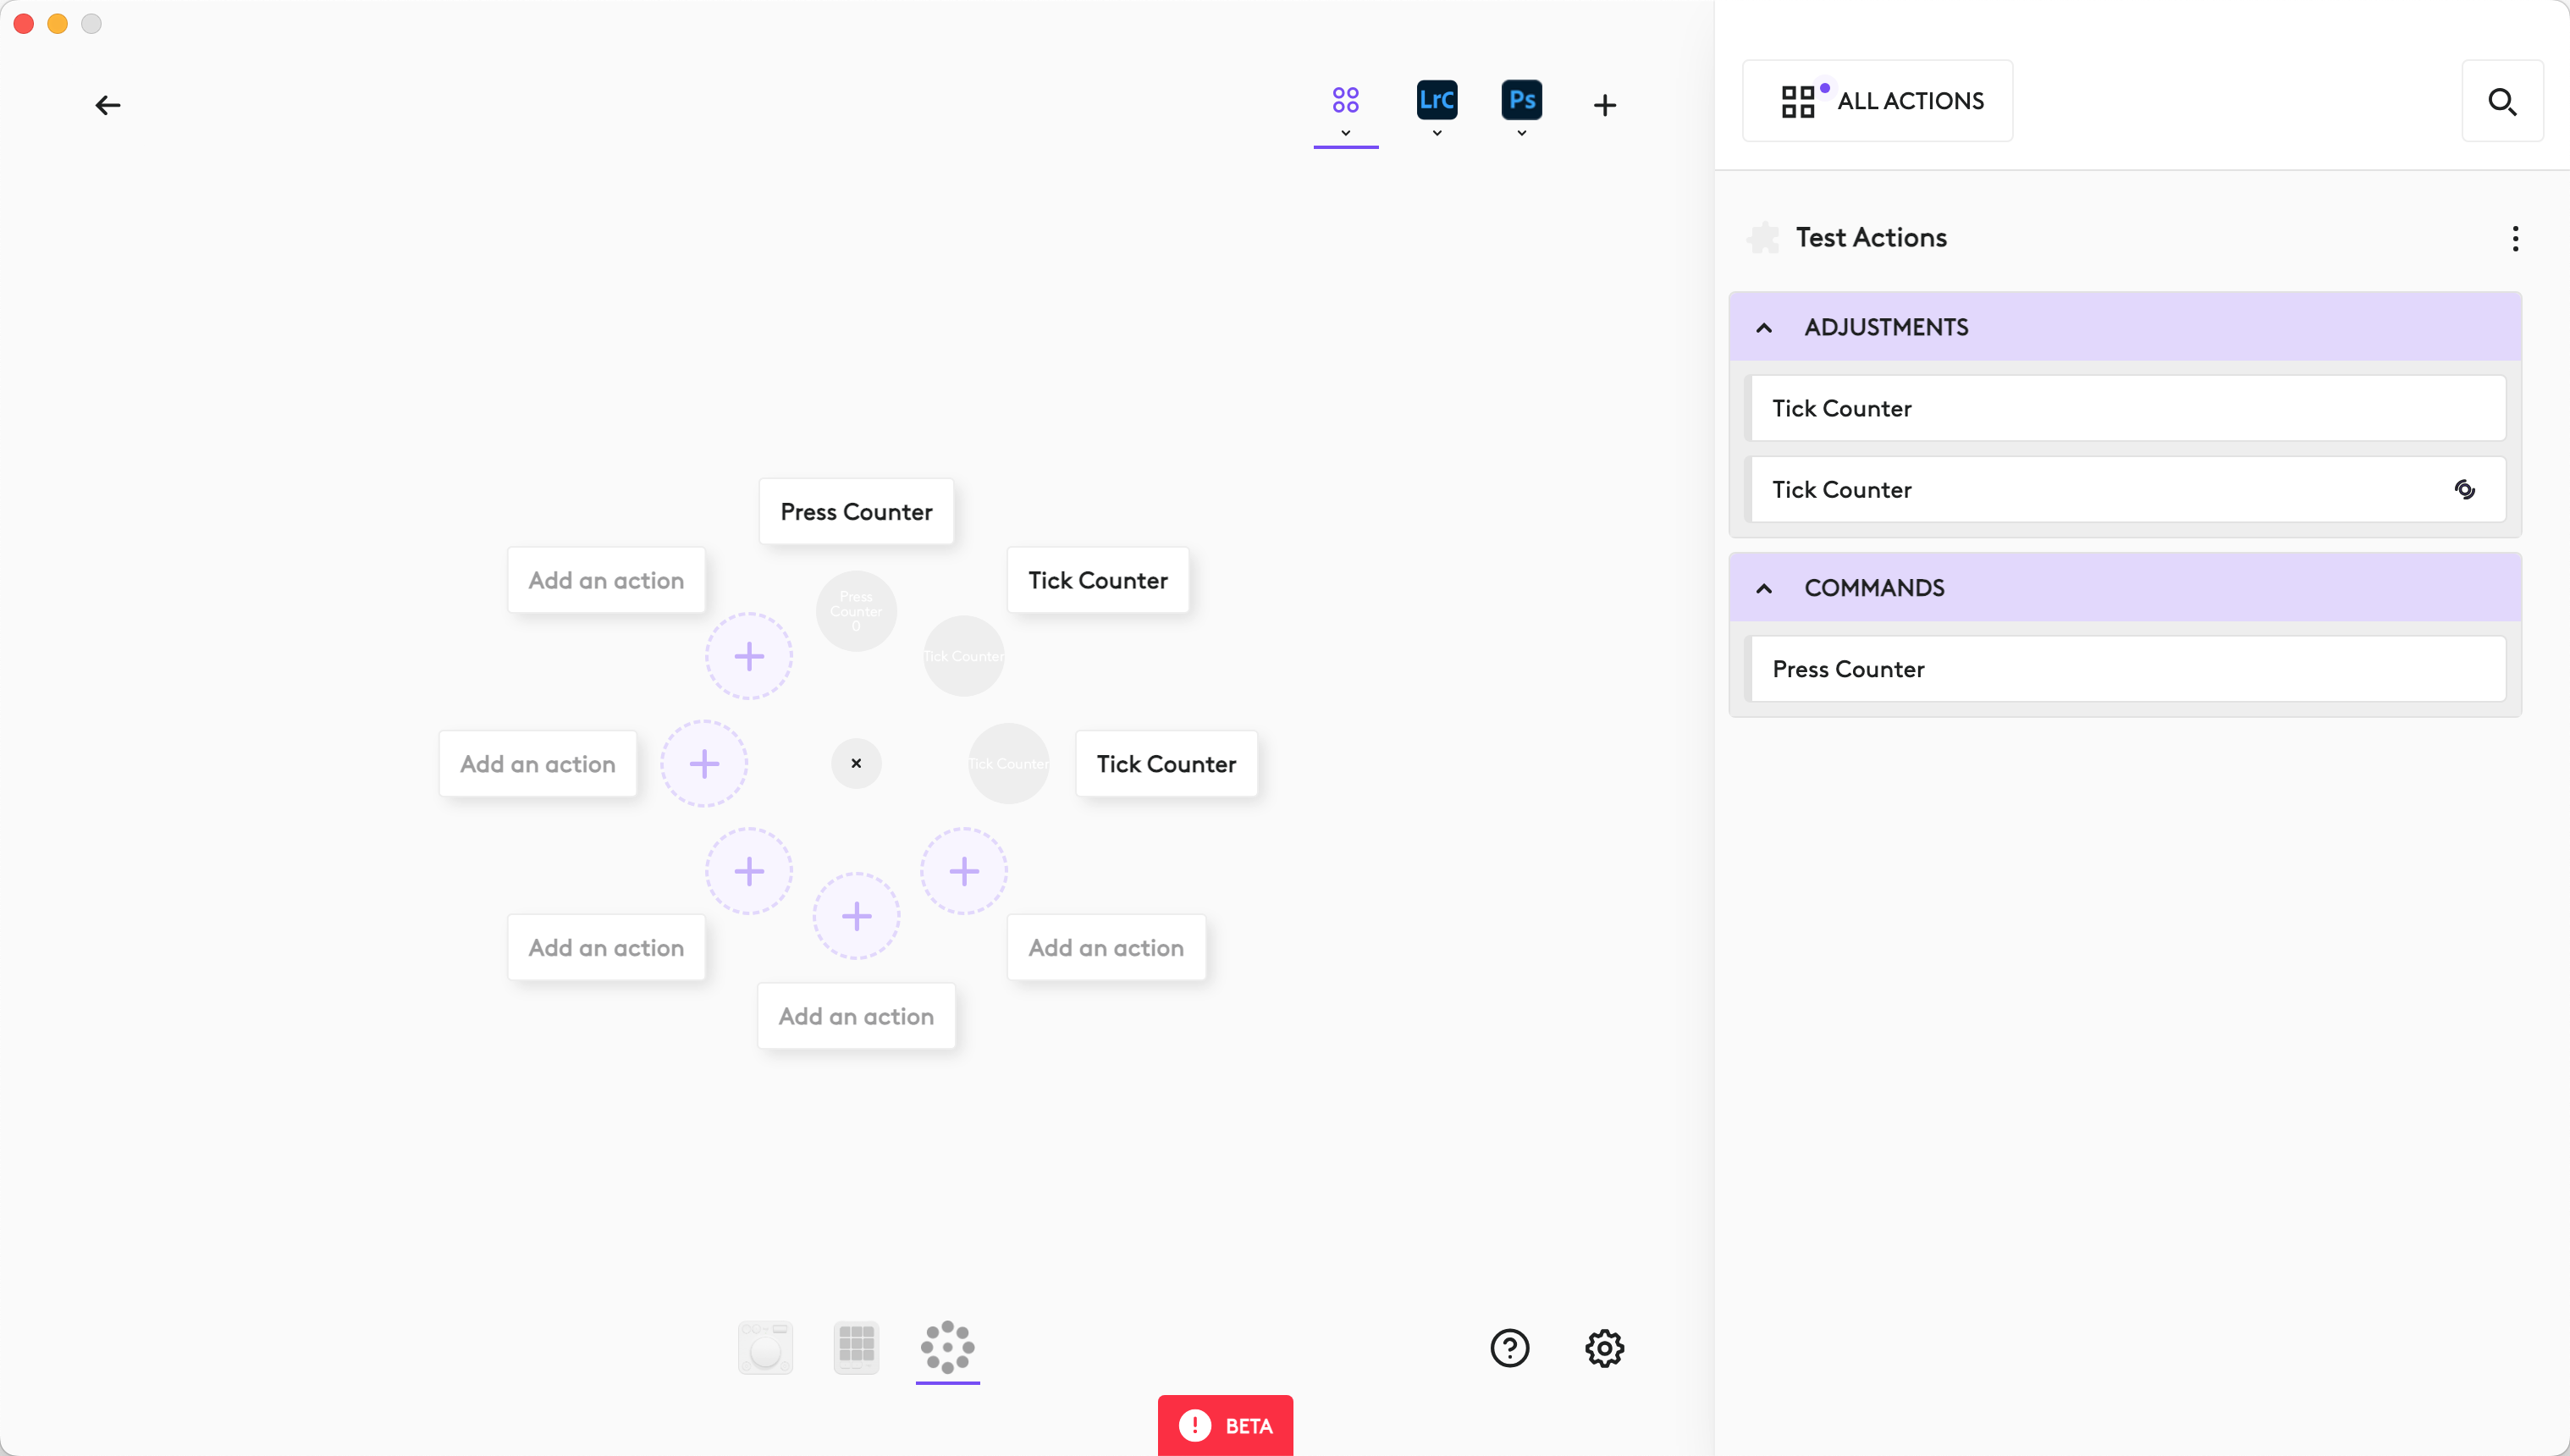 LrC
Ps
ALL ACTIONS
Test Actions
ADJUSTMENTS
Tick Counter
Tick Counter
COMMANDS
Press Counter
Press Counter
Add an action
Tick Counter
Press
Counter
0
Tick Counter
Add an action
Tick Counter
Tick Counter
Add an action
Add an action
Add an action
?
! BETA